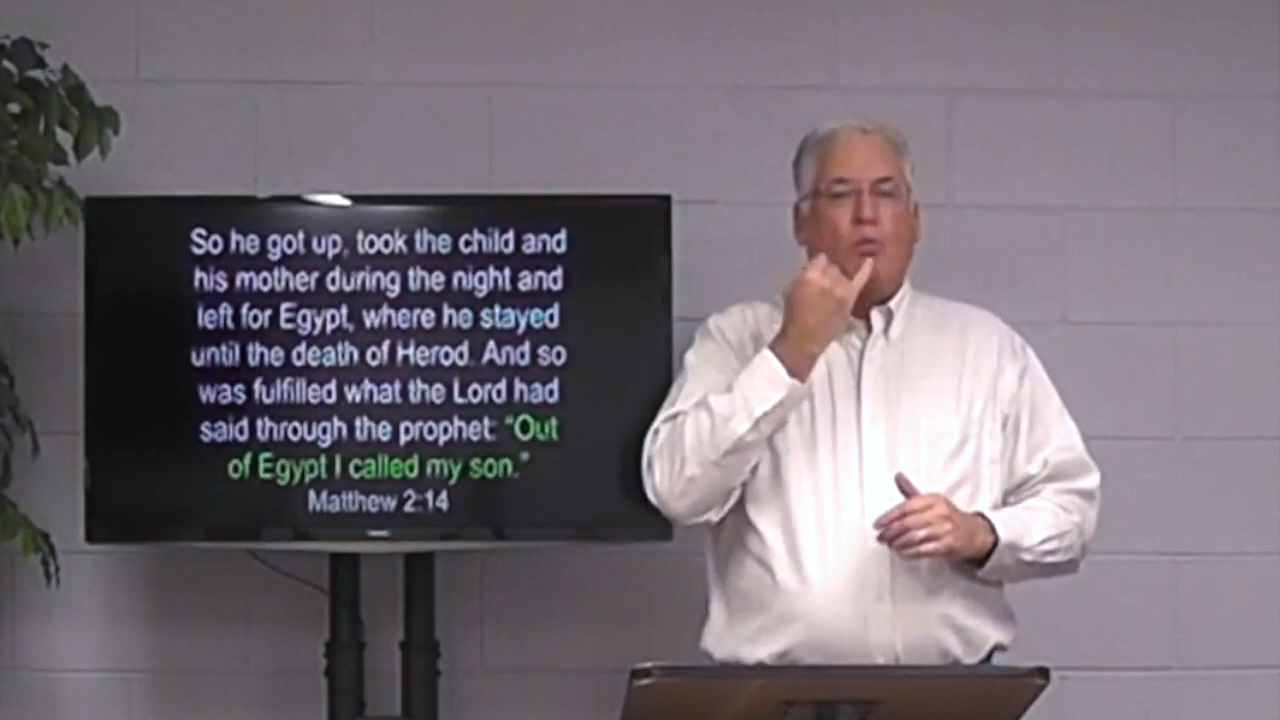 So he got up, took the child and
his mother during the night and
left for Egypt, where he stayed
until the death of Herod. And so
was fulfilled what the Lord had
said through the prophet: “Out
of Egypt I called my son.”
Matthew 2:14